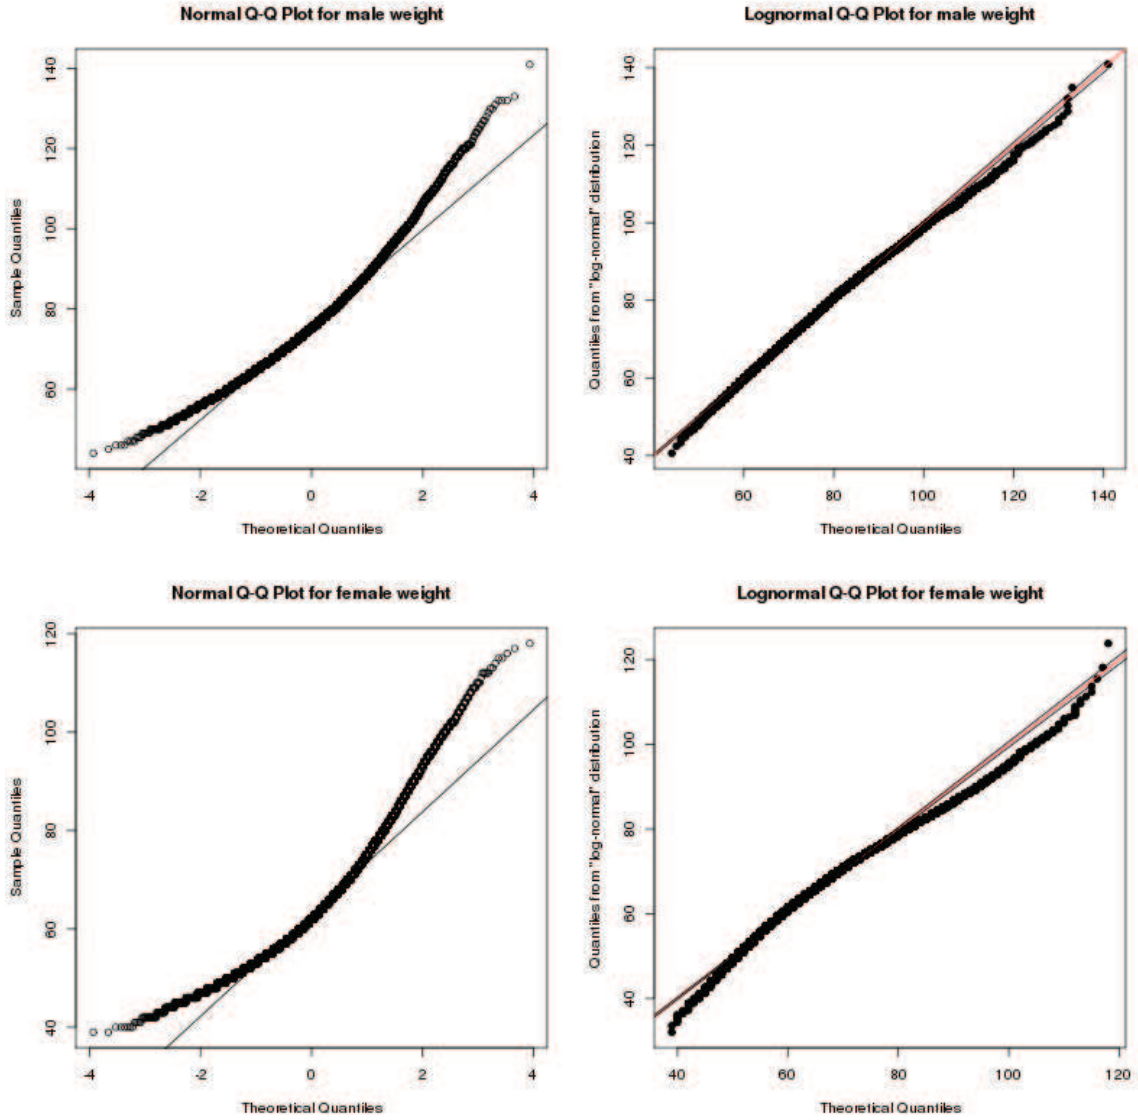 Normal Q-Q Plot for male weight
Sample Quantiles
140
120
100
80
60
-4 -2 0 2 4
Theoretical Quantiles
Lognormal Q-Q Plot for male weight
Quantiles from "log-normal" distribution
140
120
100
80
60
40
60 80 100 120 140
Theoretical Quantiles
Normal Q-Q Plot for female weight
Sample Quantiles
120
100
80
60
40
-4 -2 0 2 4
Theoretical Quantiles
Lognormal Q-Q Plot for female weight
Quantiles from "log-normal" distribution
120
100
80
60
40
40 60 80 100 120
Theoretical Quantiles